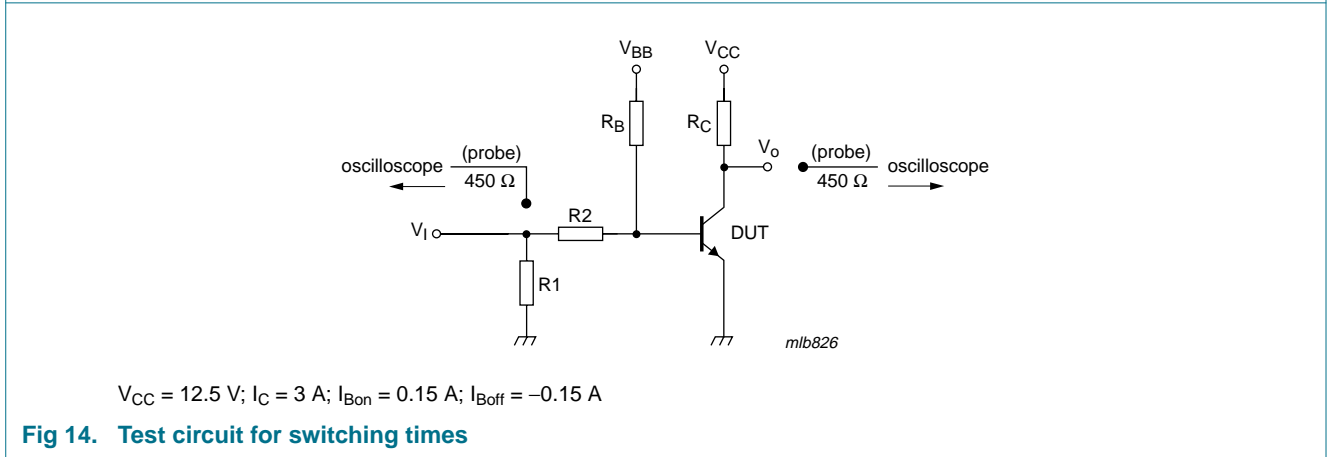 V_BB V_CC
R_B R_C
V_o
(probe) (probe)
oscilloscope oscilloscope
450 Ω 450 Ω
R2
V_I DUT
R1
mlb826
V_CC = 12.5 V; I_C = 3 A; I_Bon = 0.15 A; I_Boff = −0.15 A
Fig 14. Test circuit for switching times